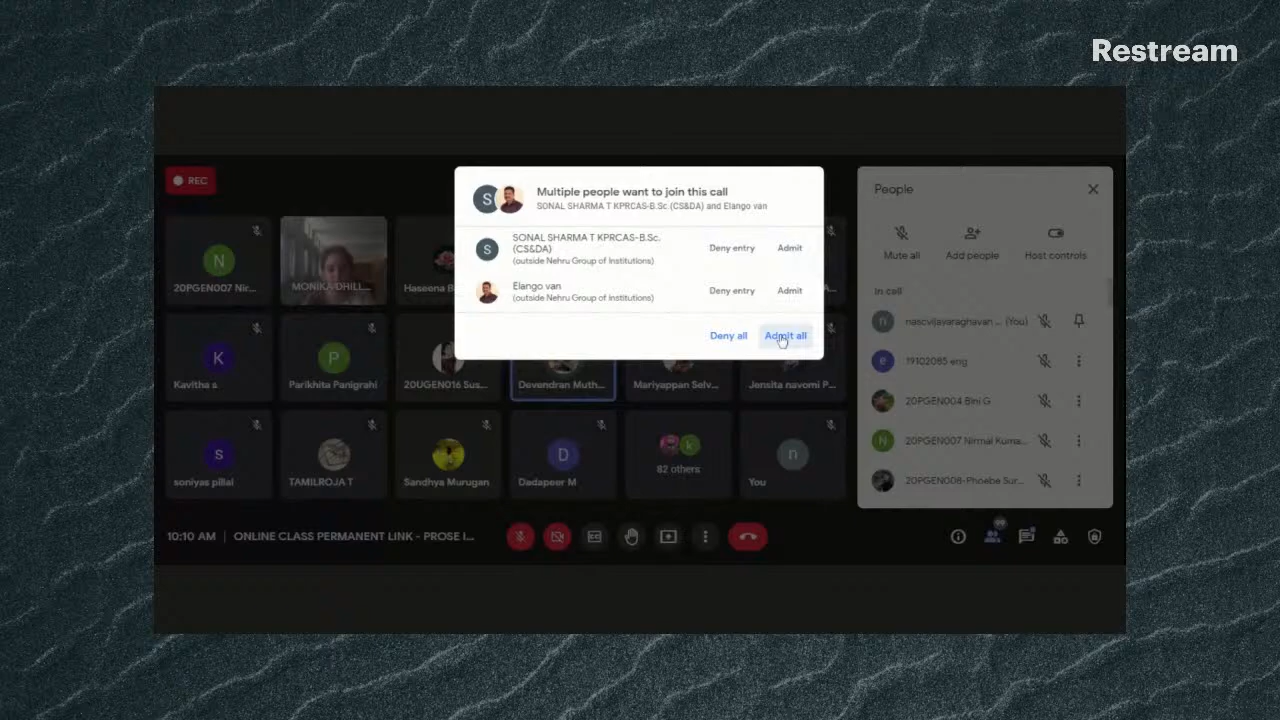 Restream
REC
Multiple people want to join this call
SONAL SHARMA T KPRCAS-B.Sc.(CS&DA) and Elango van
SONAL SHARMA T KPRCAS-B.Sc.
(CS&DA)
(outside Nehru Group of Institutions)
Deny entry
Admit
Elango van
(outside Nehru Group of Institutions)
Deny entry
Admit
Deny all
Admit all
N
20PGEN007 Nir...
MONIKA DHILL...
Haseena B
K
Kavitha s
P
Parikhita Panigrahi
20UGEN016 Sus...
Devendran Muth...
Mariyappan Selv...
Jensita navomi P...
s
soniyas pillai
TAMILROJA T
Sandhya Murugan
D
Dadapeer M
k
82 others
n
You
People
Mute all
Add people
Host controls
In call
n
nascvijayaraghavan ... (You)
e
19102085 eng
20PGEN004 Bini G
N
20PGEN007 Nirmal Kuma...
20PGEN008-Phoebe Sur...
10:10 AM | ONLINE CLASS PERMANENT LINK - PROSE I...
99